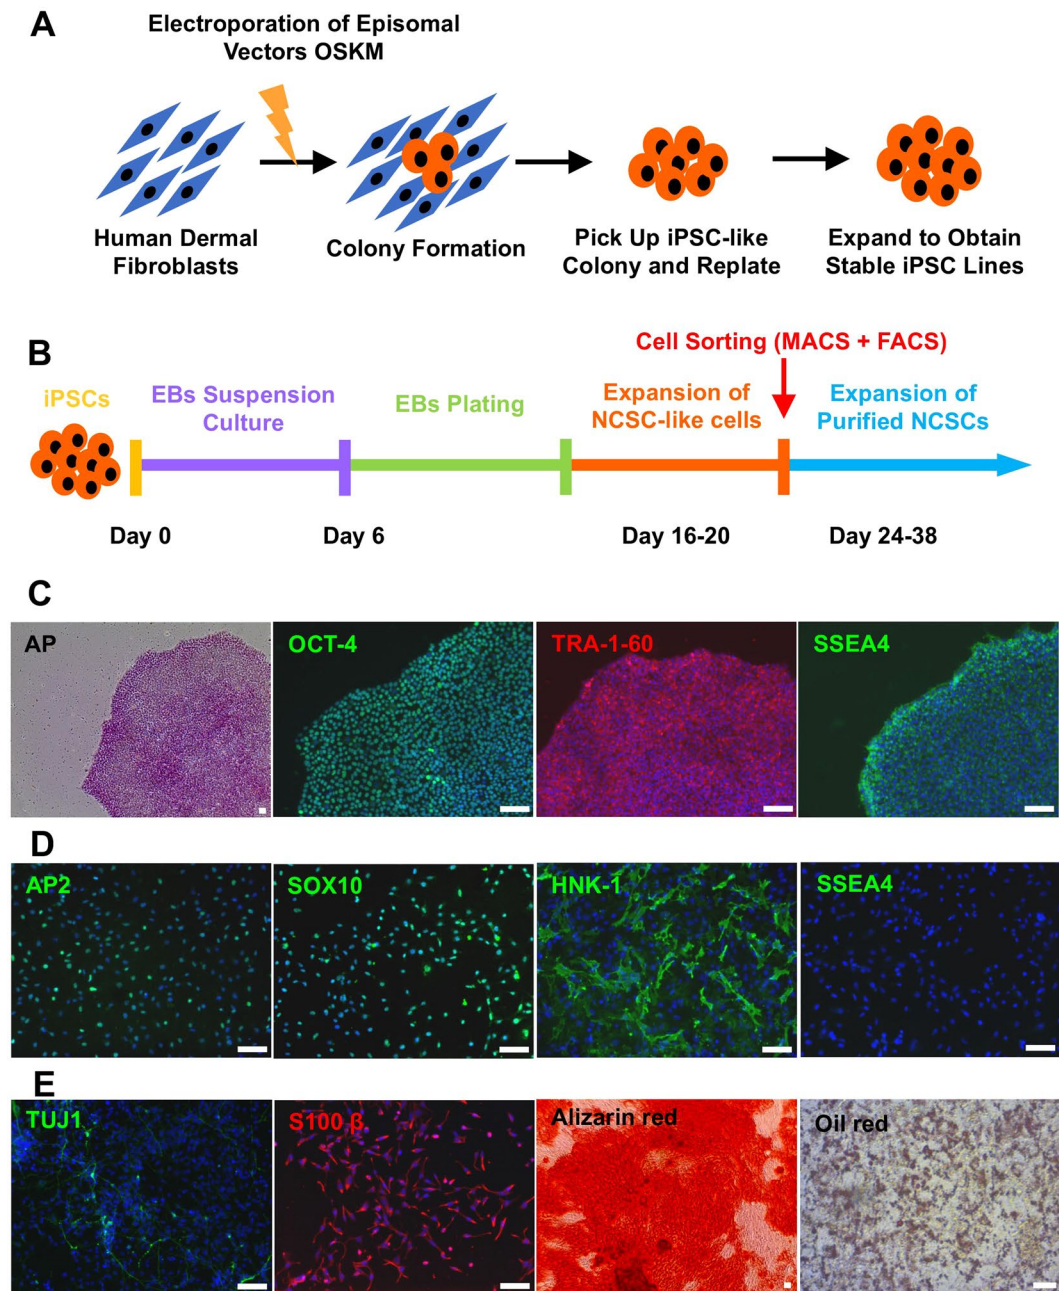 A
Electroporation of Episomal
Vectors OSKM
Human Dermal
Fibroblasts
Colony Formation
Pick Up iPSC-like
Colony and Replate
Expand to Obtain
Stable iPSC Lines
B
Cell Sorting (MACS + FACS)
iPSCs
EBs Suspension
Culture
EBs Plating
Expansion of
NCSC-like cells
Expansion of
Purified NCSCs
Day 0
Day 6
Day 16-20
Day 24-38
C
AP
OCT-4
TRA-1-60
SSEA4
D
AP2
SOX10
HNK-1
SSEA4
E
TUJ1
S100 β
Alizarin red
Oil red